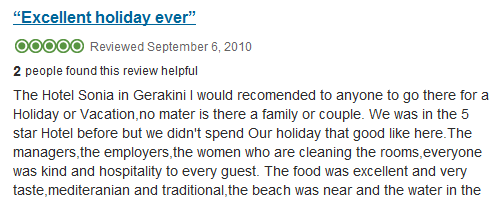 “Excellent holiday ever”
Reviewed September 6, 2010
2 people found this review helpful
The Hotel Sonia in Gerakini I would recomended to anyone to go there for a
Holiday or Vacation,no mater is there a family or couple. We was in the 5
star Hotel before but we didn't spend Our holiday that good like here.The
managers,the employers,the women who are cleaning the rooms,everyone
was kind and hospitality to every guest. The food was excellent and very
taste,mediteranian and traditional,the beach was near and the water in the